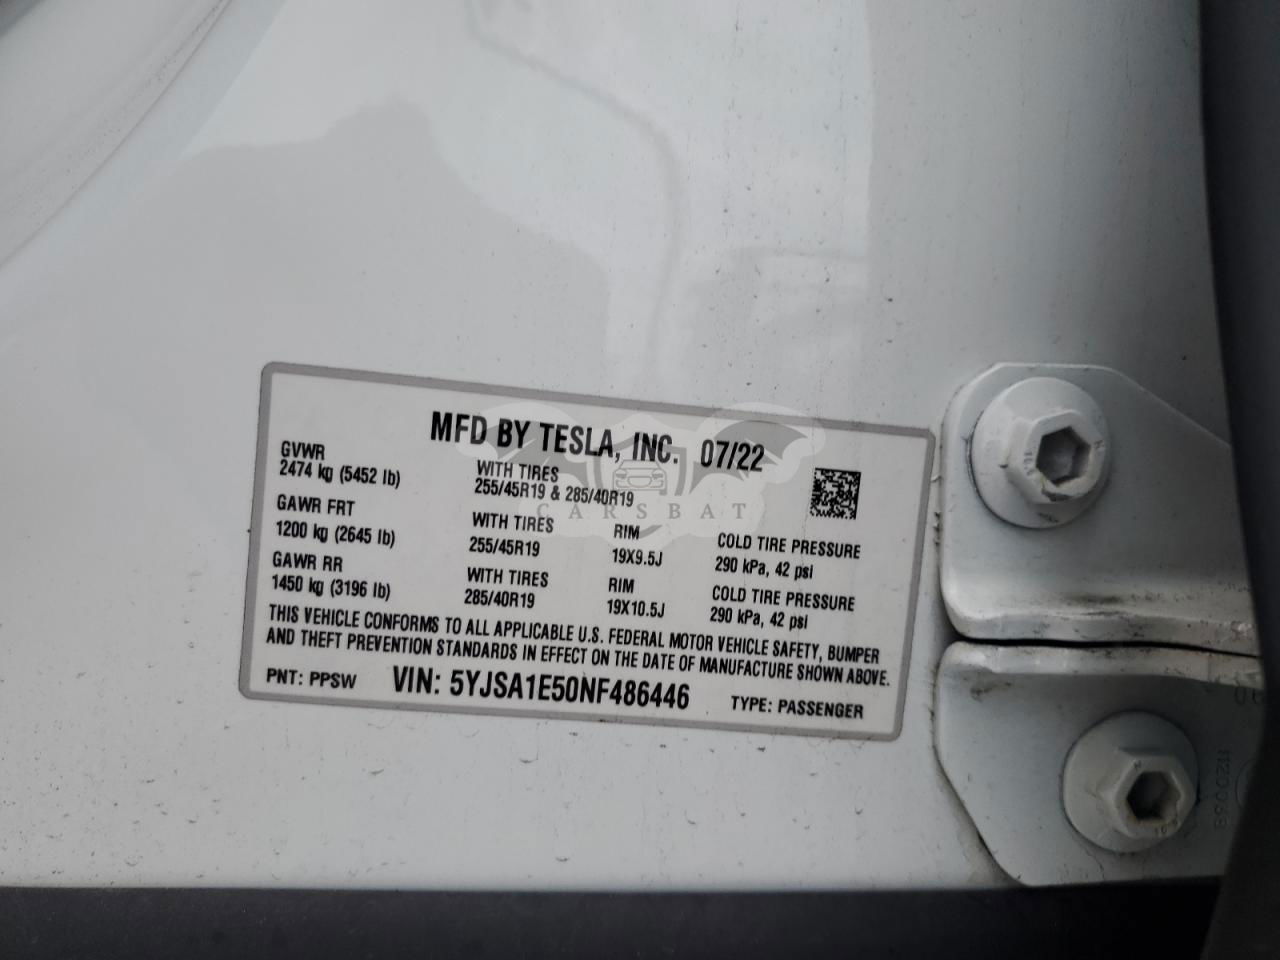 MFD BY TESLA, INC. 07/22
GVWR
2474 kg (5452 lb)
WITH TIRES
255/45R19 & 285/40R19
GAWR FRT
1200 kg (2645 lb)
WITH TIRES
255/45R19
RIM
19X9.5J
COLD TIRE PRESSURE
290 kPa, 42 psi
GAWR RR
1450 kg (3196 lb)
WITH TIRES
285/40R19
RIM
19X10.5J
COLD TIRE PRESSURE
290 kPa, 42 psi
THIS VEHICLE CONFORMS TO ALL APPLICABLE U.S. FEDERAL MOTOR VEHICLE SAFETY, BUMPER
AND THEFT PREVENTION STANDARDS IN EFFECT ON THE DATE OF MANUFACTURE SHOWN ABOVE.
PNT: PPSW VIN: 5YJSA1E50NF486446 TYPE: PASSENGER
CARSBAT